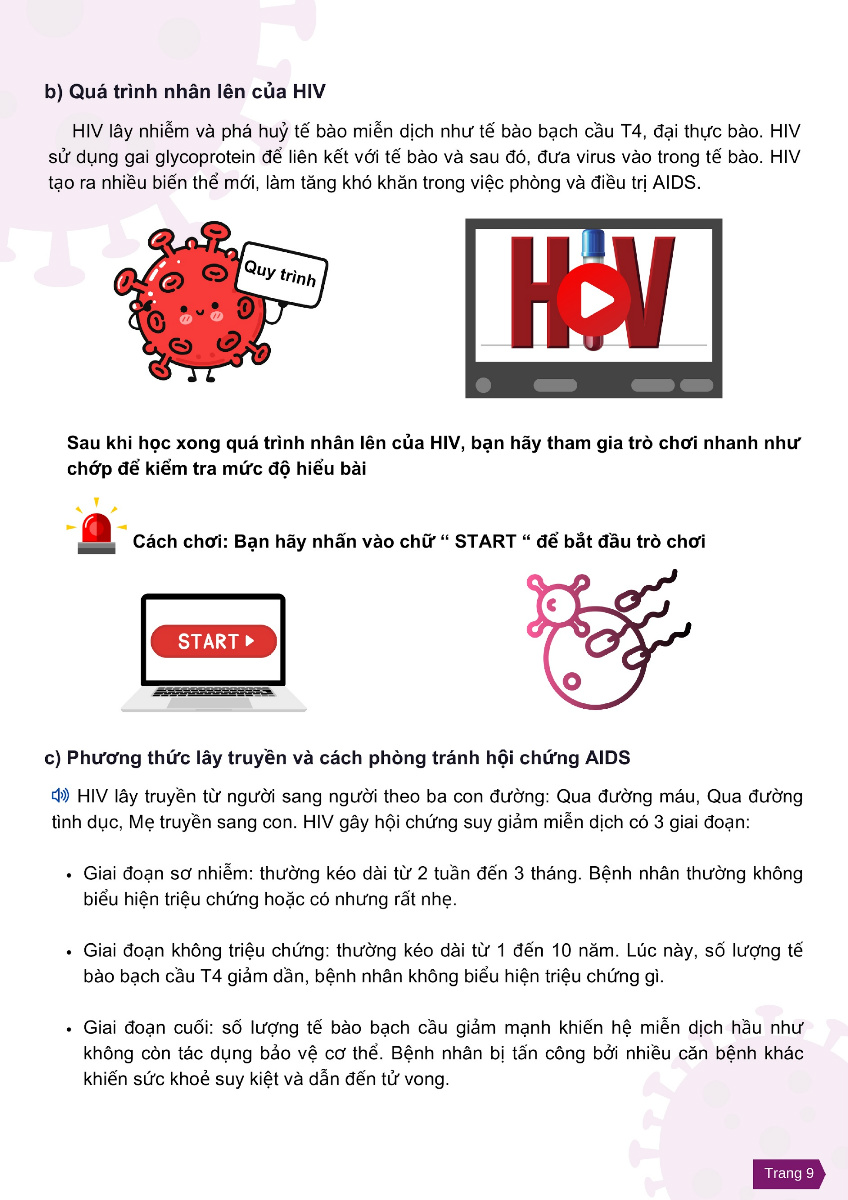 b) Quá trình nhân lên của HIV
HIV lây nhiễm và phá huỷ tế bào miễn dịch như tế bào bạch cầu T4, đại thực bào. HIV
sử dụng gai glycoprotein để liên kết với tế bào và sau đó, đưa virus vào trong tế bào. HIV
tạo ra nhiều biến thể mới, làm tăng khó khăn trong việc phòng và điều trị AIDS.
Quy trình
HIV
Sau khi học xong quá trình nhân lên của HIV, bạn hãy tham gia trò chơi nhanh như
chớp để kiểm tra mức độ hiểu bài
Cách chơi: Bạn hãy nhấn vào chữ “ START “ để bắt đầu trò chơi
START
c) Phương thức lây truyền và cách phòng tránh hội chứng AIDS
HIV lây truyền từ người sang người theo ba con đường: Qua đường máu, Qua đường
tình dục, Mẹ truyền sang con. HIV gây hội chứng suy giảm miễn dịch có 3 giai đoạn:
• Giai đoạn sơ nhiễm: thường kéo dài từ 2 tuần đến 3 tháng. Bệnh nhân thường không
biểu hiện triệu chứng hoặc có nhưng rất nhẹ.
• Giai đoạn không triệu chứng: thường kéo dài từ 1 đến 10 năm. Lúc này, số lượng tế
bào bạch cầu T4 giảm dần, bệnh nhân không biểu hiện triệu chứng gì.
• Giai đoạn cuối: số lượng tế bào bạch cầu giảm mạnh khiến hệ miễn dịch hầu như
không còn tác dụng bảo vệ cơ thể. Bệnh nhân bị tấn công bởi nhiều căn bệnh khác
khiến sức khoẻ suy kiệt và dẫn đến tử vong.
Trang 9